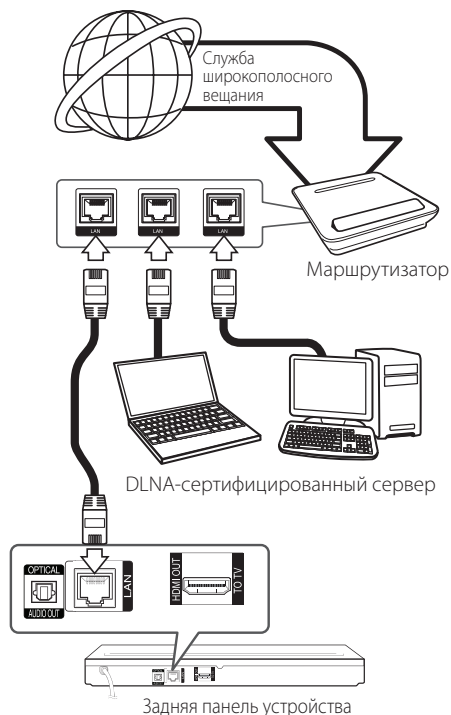 Служба
широкополосного
вещания
LAN
LAN
LAN
Маршрутизатор
DLNA-сертифицированный сервер
OPTICAL
AUDIO OUT
LAN
HDMI OUT
TO TV
Задняя панель устройства